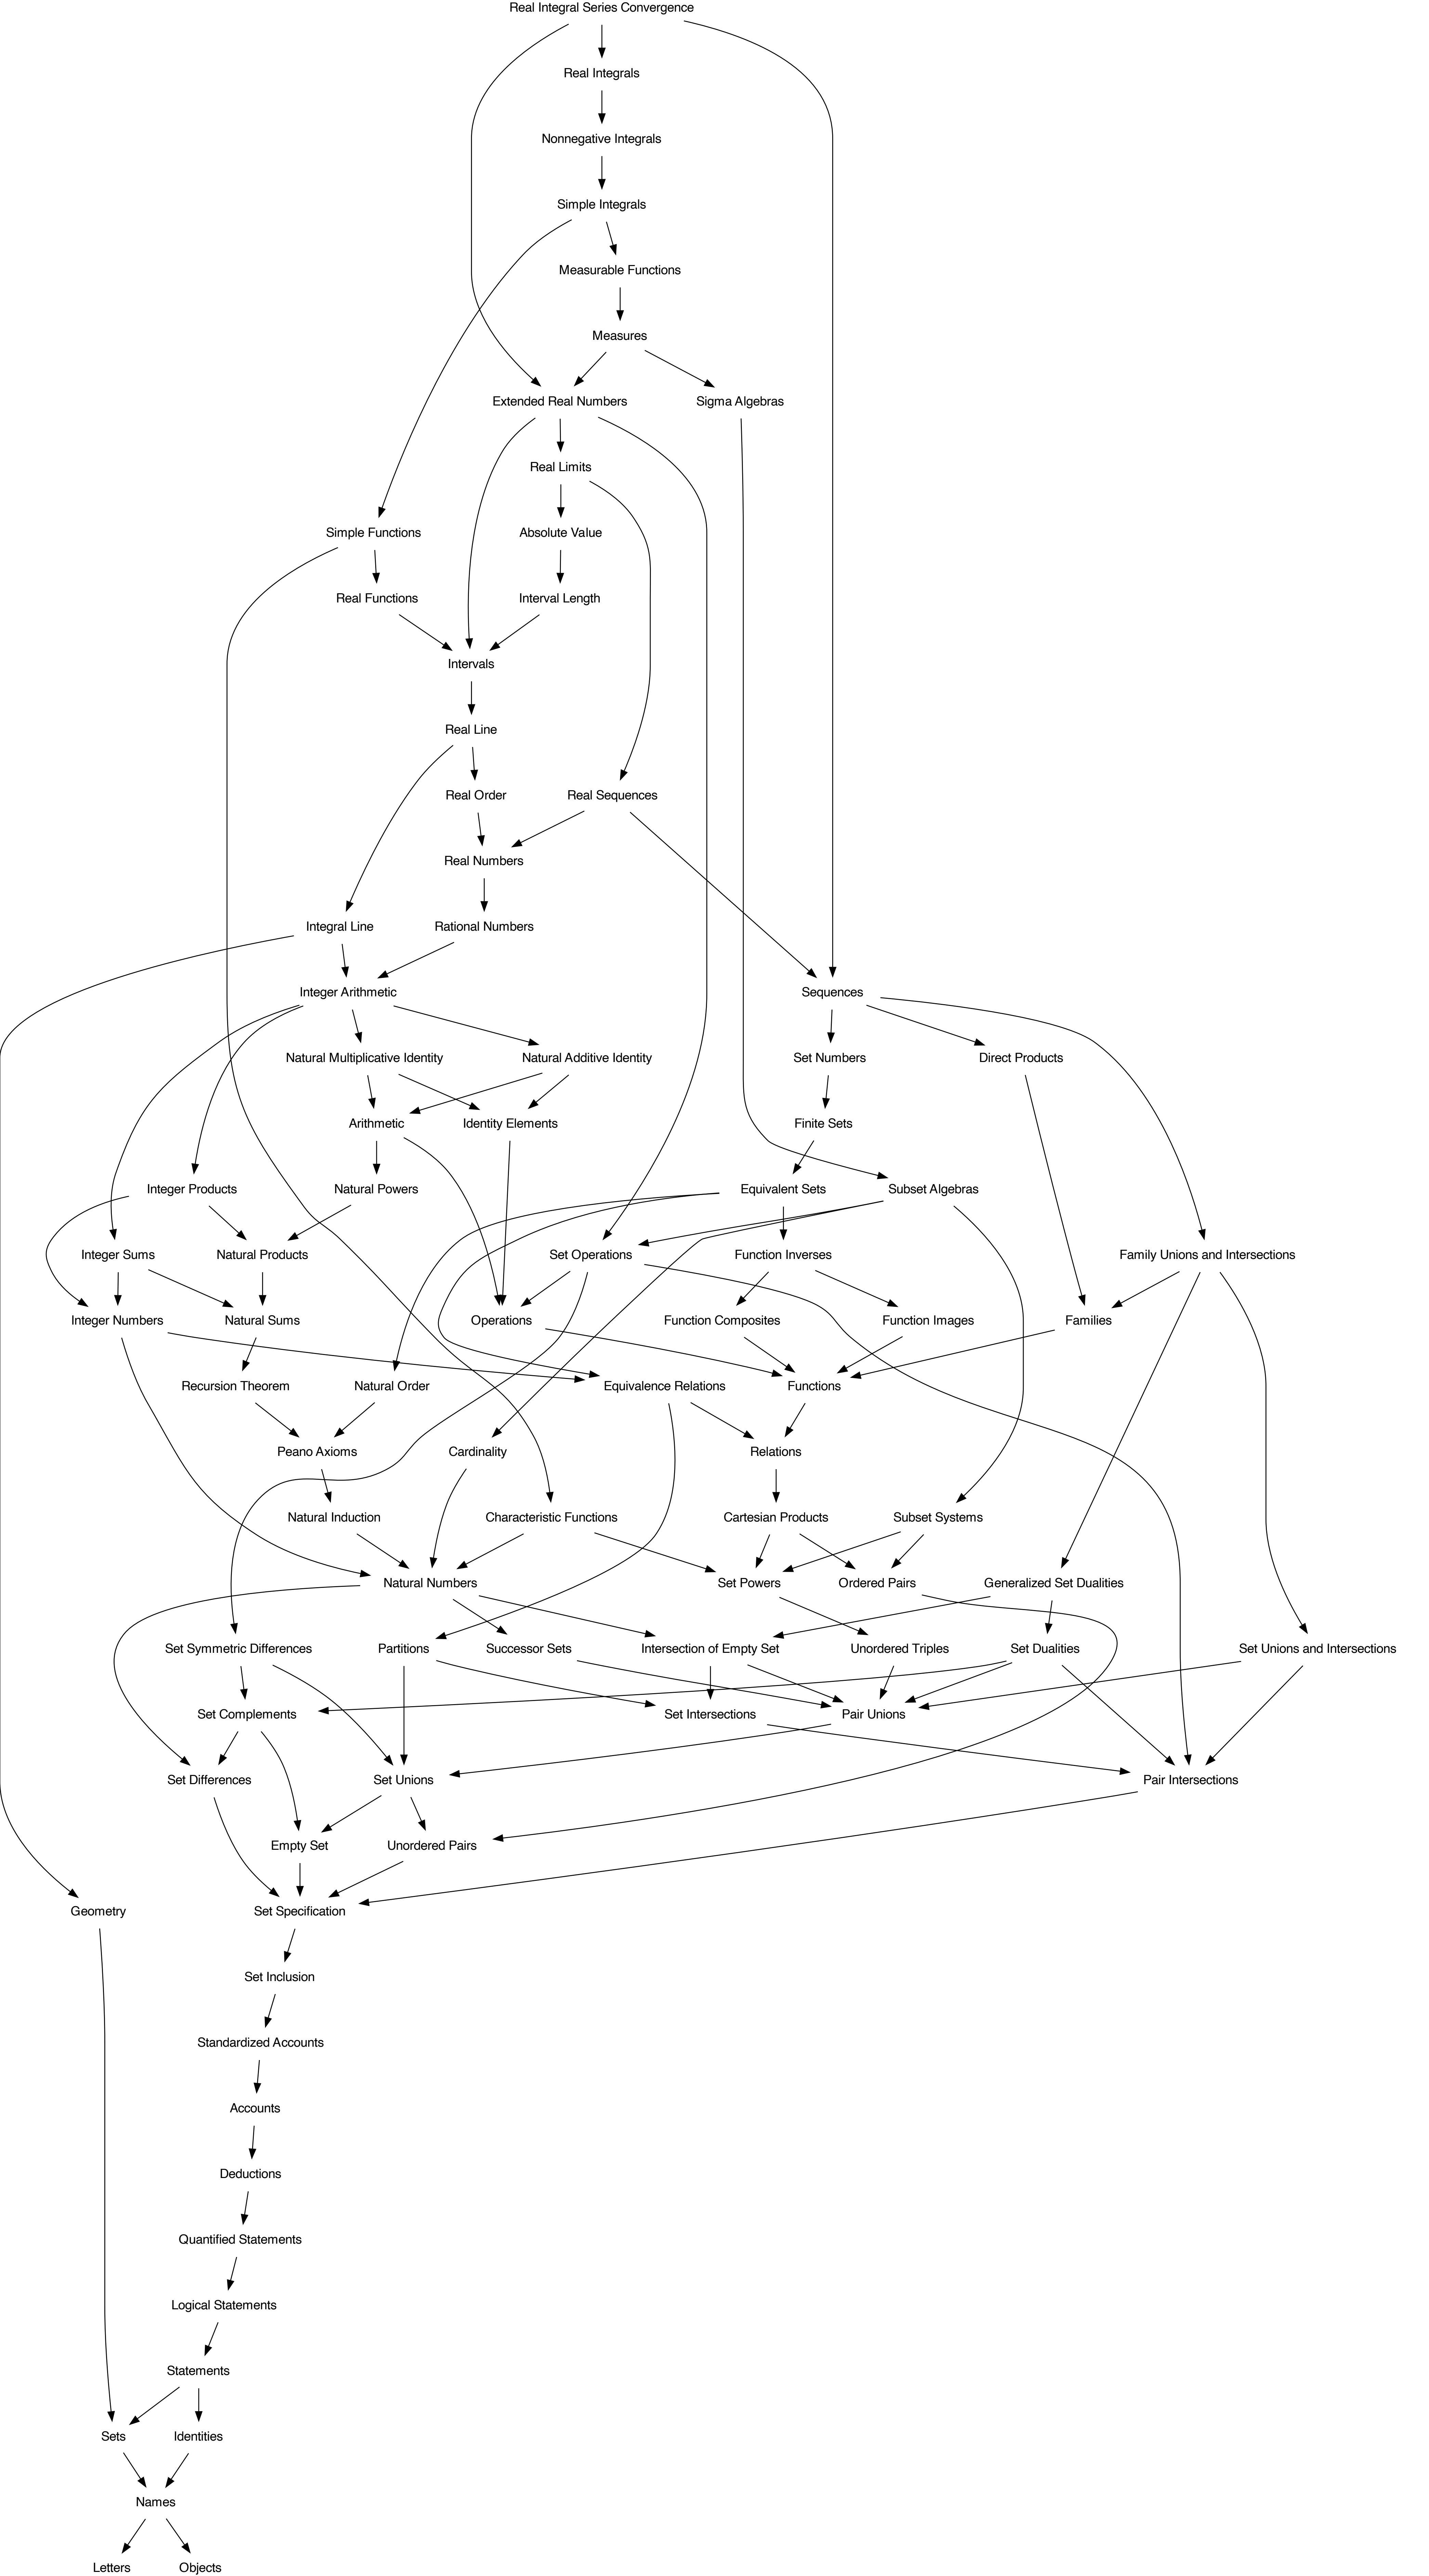 Real Integral Series Convergence
Real Integrals
Nonnegative Integrals
Simple Integrals
Measurable Functions
Measures
Extended Real Numbers
Sigma Algebras
Real Limits
Simple Functions
Absolute Value
Real Functions
Interval Length
Intervals
Real Line
Real Order
Real Sequences
Real Numbers
Integral Line
Rational Numbers
Integer Arithmetic
Sequences
Natural Multiplicative Identity
Natural Additive Identity
Set Numbers
Direct Products
Arithmetic
Identity Elements
Finite Sets
Integer Products
Natural Powers
Equivalent Sets
Subset Algebras
Integer Sums
Natural Products
Set Operations
Function Inverses
Family Unions and Intersections
Integer Numbers
Natural Sums
Operations
Function Composites
Function Images
Families
Recursion Theorem
Natural Order
Equivalence Relations
Functions
Peano Axioms
Cardinality
Relations
Natural Induction
Characteristic Functions
Cartesian Products
Subset Systems
Natural Numbers
Set Powers
Ordered Pairs
Generalized Set Dualities
Set Symmetric Differences
Partitions
Successor Sets
Intersection of Empty Set
Unordered Triples
Set Dualities
Set Unions and Intersections
Set Complements
Set Intersections
Pair Unions
Set Differences
Set Unions
Pair Intersections
Empty Set
Unordered Pairs
Geometry
Set Specification
Set Inclusion
Standardized Accounts
Accounts
Deductions
Quantified Statements
Logical Statements
Statements
Sets
Identities
Names
Letters
Objects